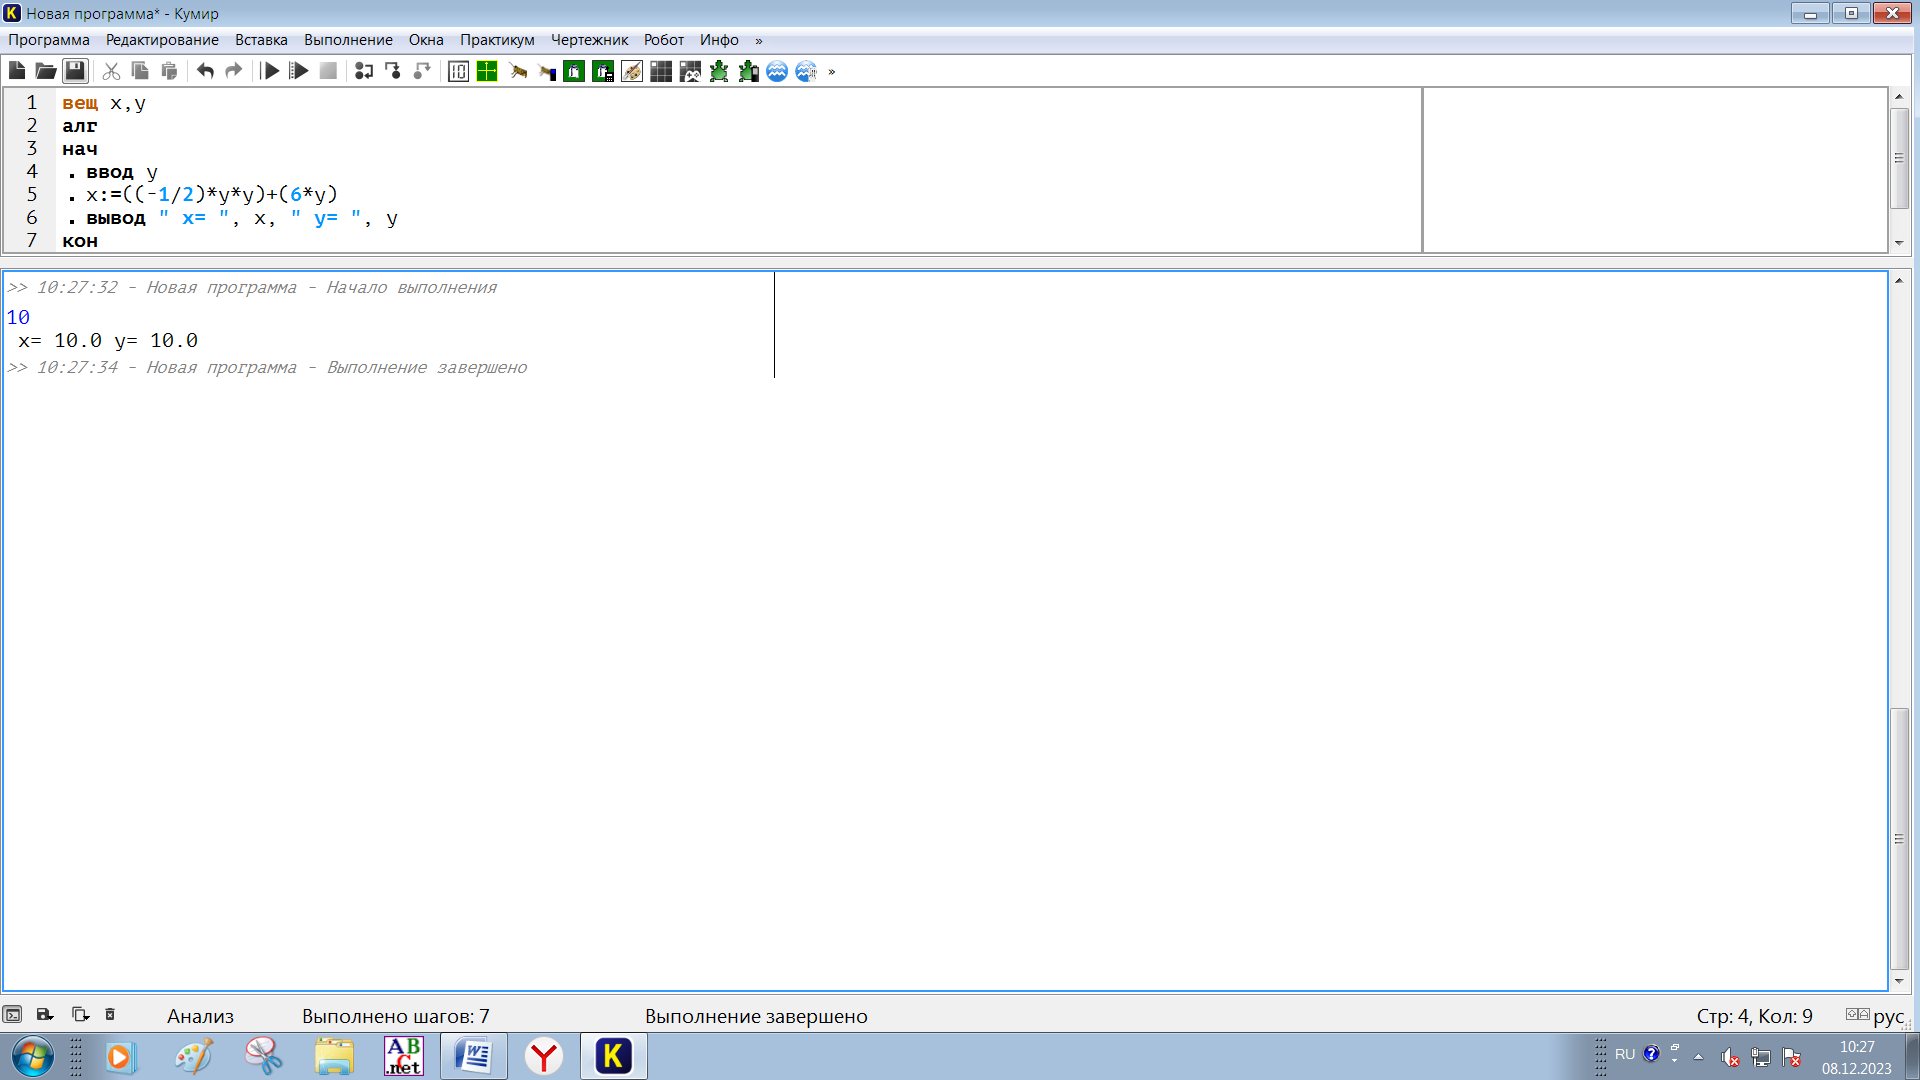 Новая программа* - Кумир
Программа Редактирование Вставка Выполнение Окна Практикум Чертежник Робот Инфо »
»
1 вещ x,y
2 алг
3 нач
4 . ввод y
5 . x:=((-1/2)*y*y)+(6*y)
6 . вывод " x= ", x, " y= ", y
7 кон
>> 10:27:32 - Новая программа - Начало выполнения
10
x= 10.0 y= 10.0
>> 10:27:34 - Новая программа - Выполнение завершено
Анализ Выполнено шагов: 7 Выполнение завершено Стр: 4, Кол: 9 рус
AB
C
.net
RU
10:27
08.12.2023